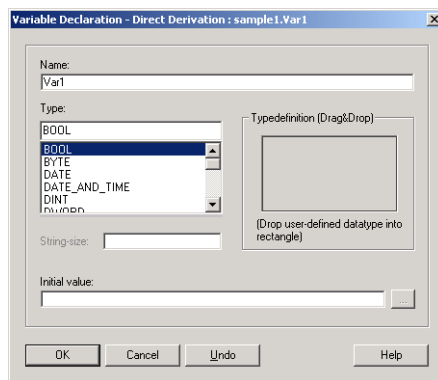 Variable Declaration - Direct Derivation : sample1.Var1
Name:
Var1
Type:
BOOL
BOOL
BYTE
DATE
DATE_AND_TIME
DINT
DWORD
Typedefinition (Drag&Drop)
(Drop user-defined datatype into
rectangle)
String-size:
Initial value:
...
OK
Cancel
Undo
Help